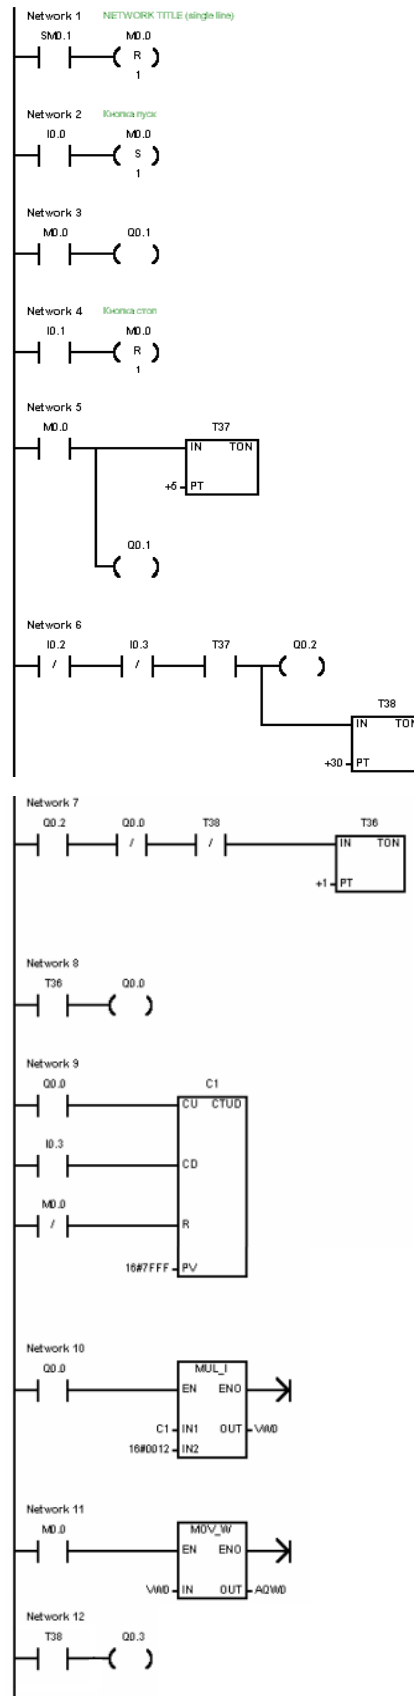 Network 1 NETWORK TITLE (single line)
SM0.1 M0.0
R
1
Network 2 Кнопка пуск
I0.0 M0.0
S
1
Network 3
M0.0 Q0.1
Network 4 Кнопка стоп
I0.1 M0.0
R
1
Network 5
M0.0 T37
IN TON
+5 PT
Q0.1
Network 6
I0.2 I0.3 T37 Q0.2
/ /
T38
IN TON
+30 PT
Network 7
Q0.2 Q0.0 T38 T36
/ / IN TON
+1 PT
Network 8
T36 Q0.0
Network 9
Q0.0 C1
CU CTUD
I0.3
CD
M0.0
/ R
16#7FFF PV
Network 10
Q0.0 MUL_I
EN ENO
C1 IN1 OUT VW0
16#0012 IN2
Network 11
M0.0 MOV_W
EN ENO
VW0 IN OUT AQW0
Network 12
T38 Q0.3